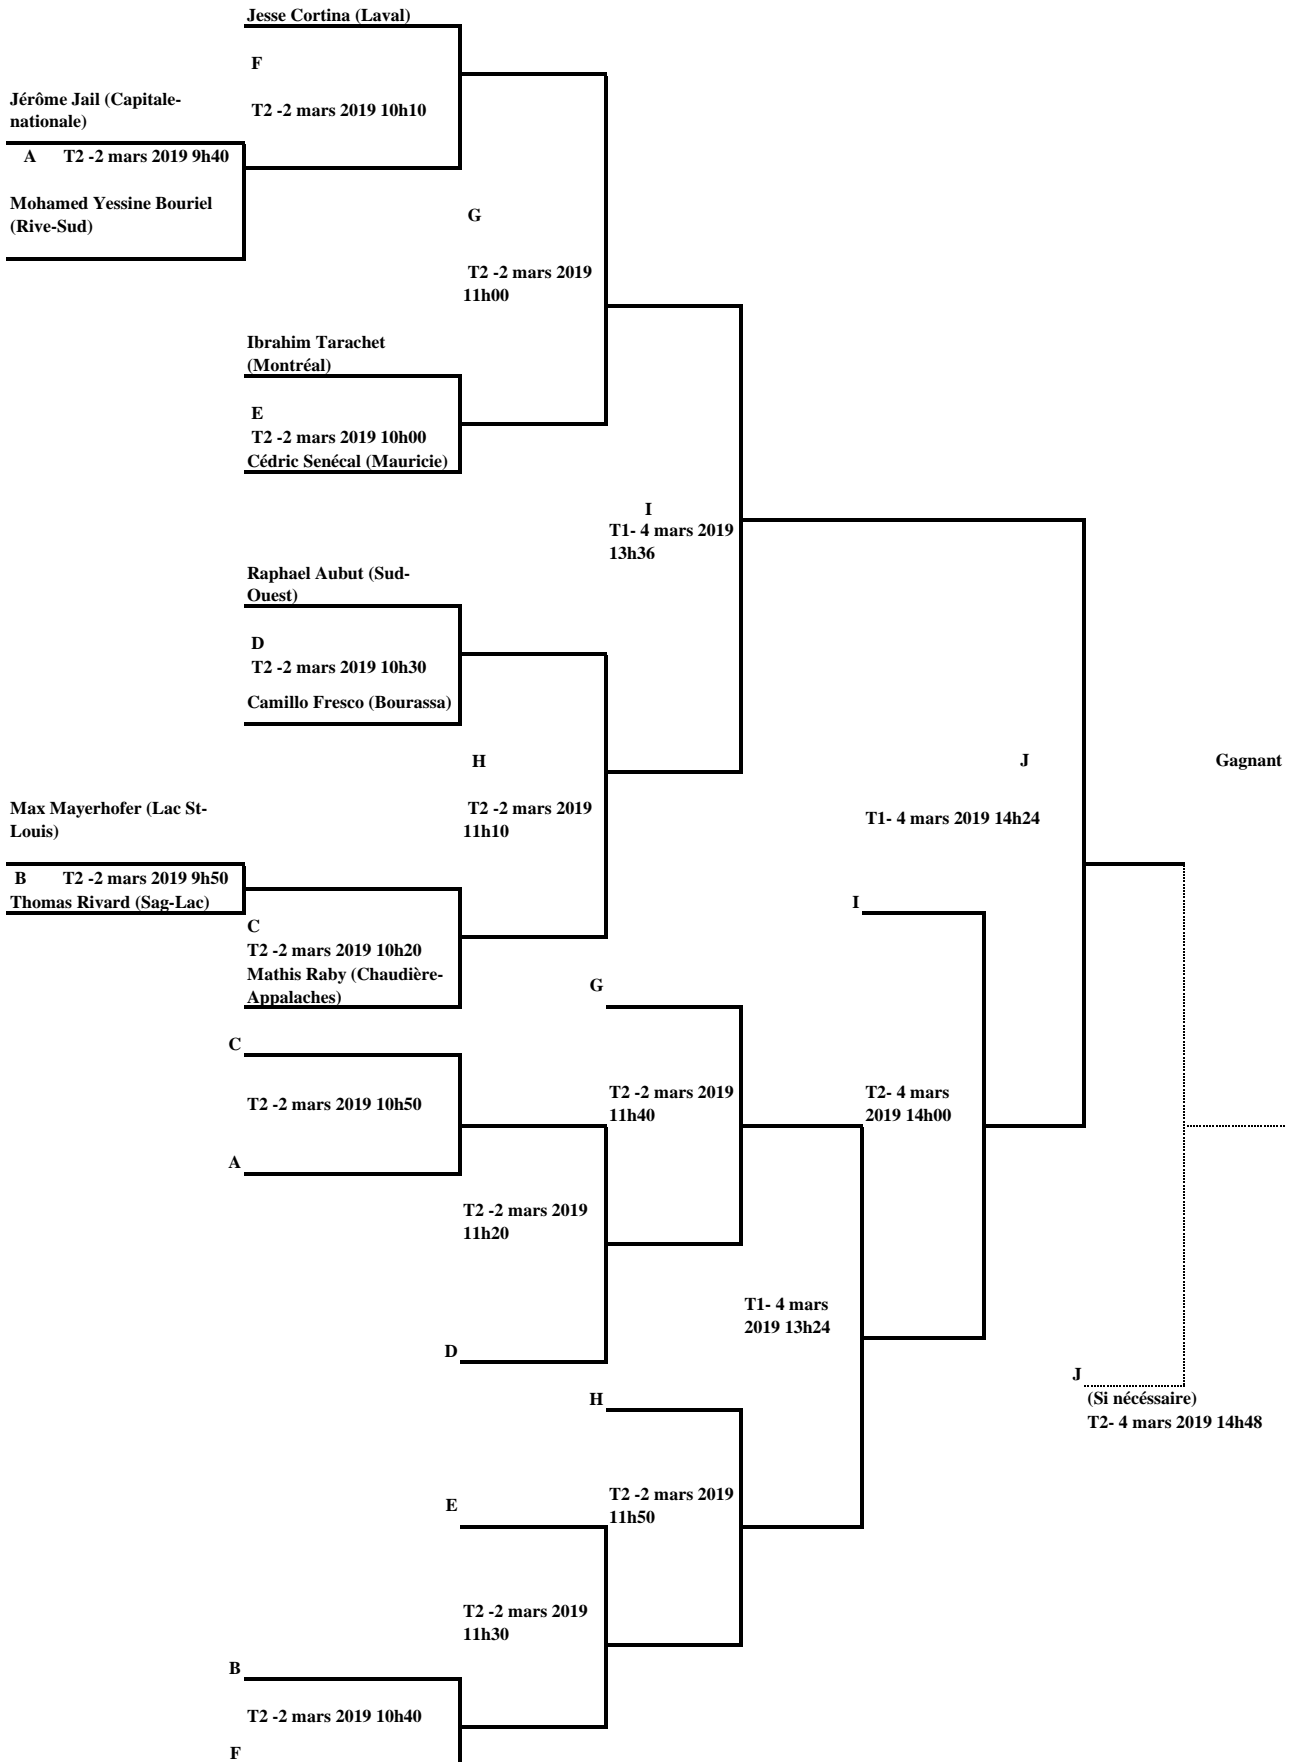 Jesse Cortina (Laval)
F
Jérôme Jail (Capitale-
nationale)
T2 -2 mars 2019 10h10
A T2 -2 mars 2019 9h40
Mohamed Yessine Bouriel
(Rive-Sud)
G
T2 -2 mars 2019
11h00
Ibrahim Tarachet
(Montréal)
E
T2 -2 mars 2019 10h00
Cédric Senécal (Mauricie)
I
T1- 4 mars 2019
13h36
Raphael Aubut (Sud-
Ouest)
D
T2 -2 mars 2019 10h30
Camillo Fresco (Bourassa)
H
J
Gagnant
Max Mayerhofer (Lac St-
Louis)
T2 -2 mars 2019
11h10
T1- 4 mars 2019 14h24
B T2 -2 mars 2019 9h50
Thomas Rivard (Sag-Lac)
I
C
T2 -2 mars 2019 10h20
Mathis Raby (Chaudière-
Appalaches)
G
C
T2 -2 mars 2019 10h50
T2 -2 mars 2019
11h40
T2- 4 mars
2019 14h00
A
T2 -2 mars 2019
11h20
T1- 4 mars
2019 13h24
D
J
(Si nécéssaire)
T2- 4 mars 2019 14h48
H
E
T2 -2 mars 2019
11h50
T2 -2 mars 2019
11h30
B
T2 -2 mars 2019 10h40
F